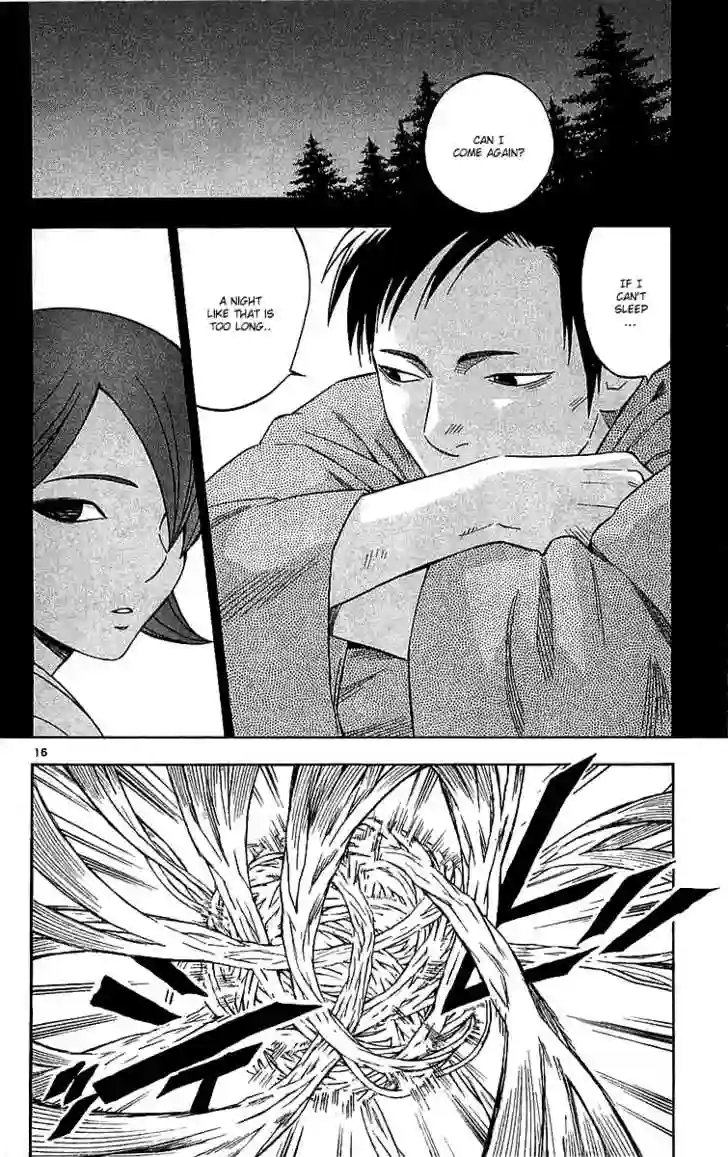 CAN I
COME AGAIN?
IF I
CAN'T
SLEEP
...
A NIGHT
LIKE THAT IS
TOO LONG..
16